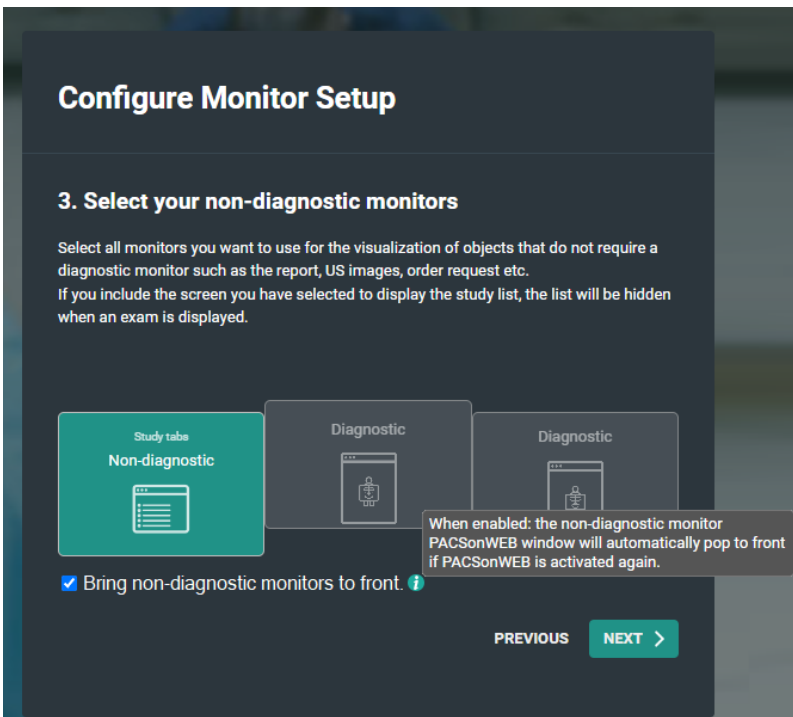 Configure Monitor Setup
3. Select your non-diagnostic monitors
Select all monitors you want to use for the visualization of objects that do not require a
diagnostic monitor such as the report, US images, order request etc.
If you include the screen you have selected to display the study list, the list will be hidden
when an exam is displayed.
Study tabs
Non-diagnostic
Diagnostic
Diagnostic
When enabled: the non-diagnostic monitor
PACSonWEB window will automatically pop to front
if PACSonWEB is activated again.
Bring non-diagnostic monitors to front.
PREVIOUS
NEXT